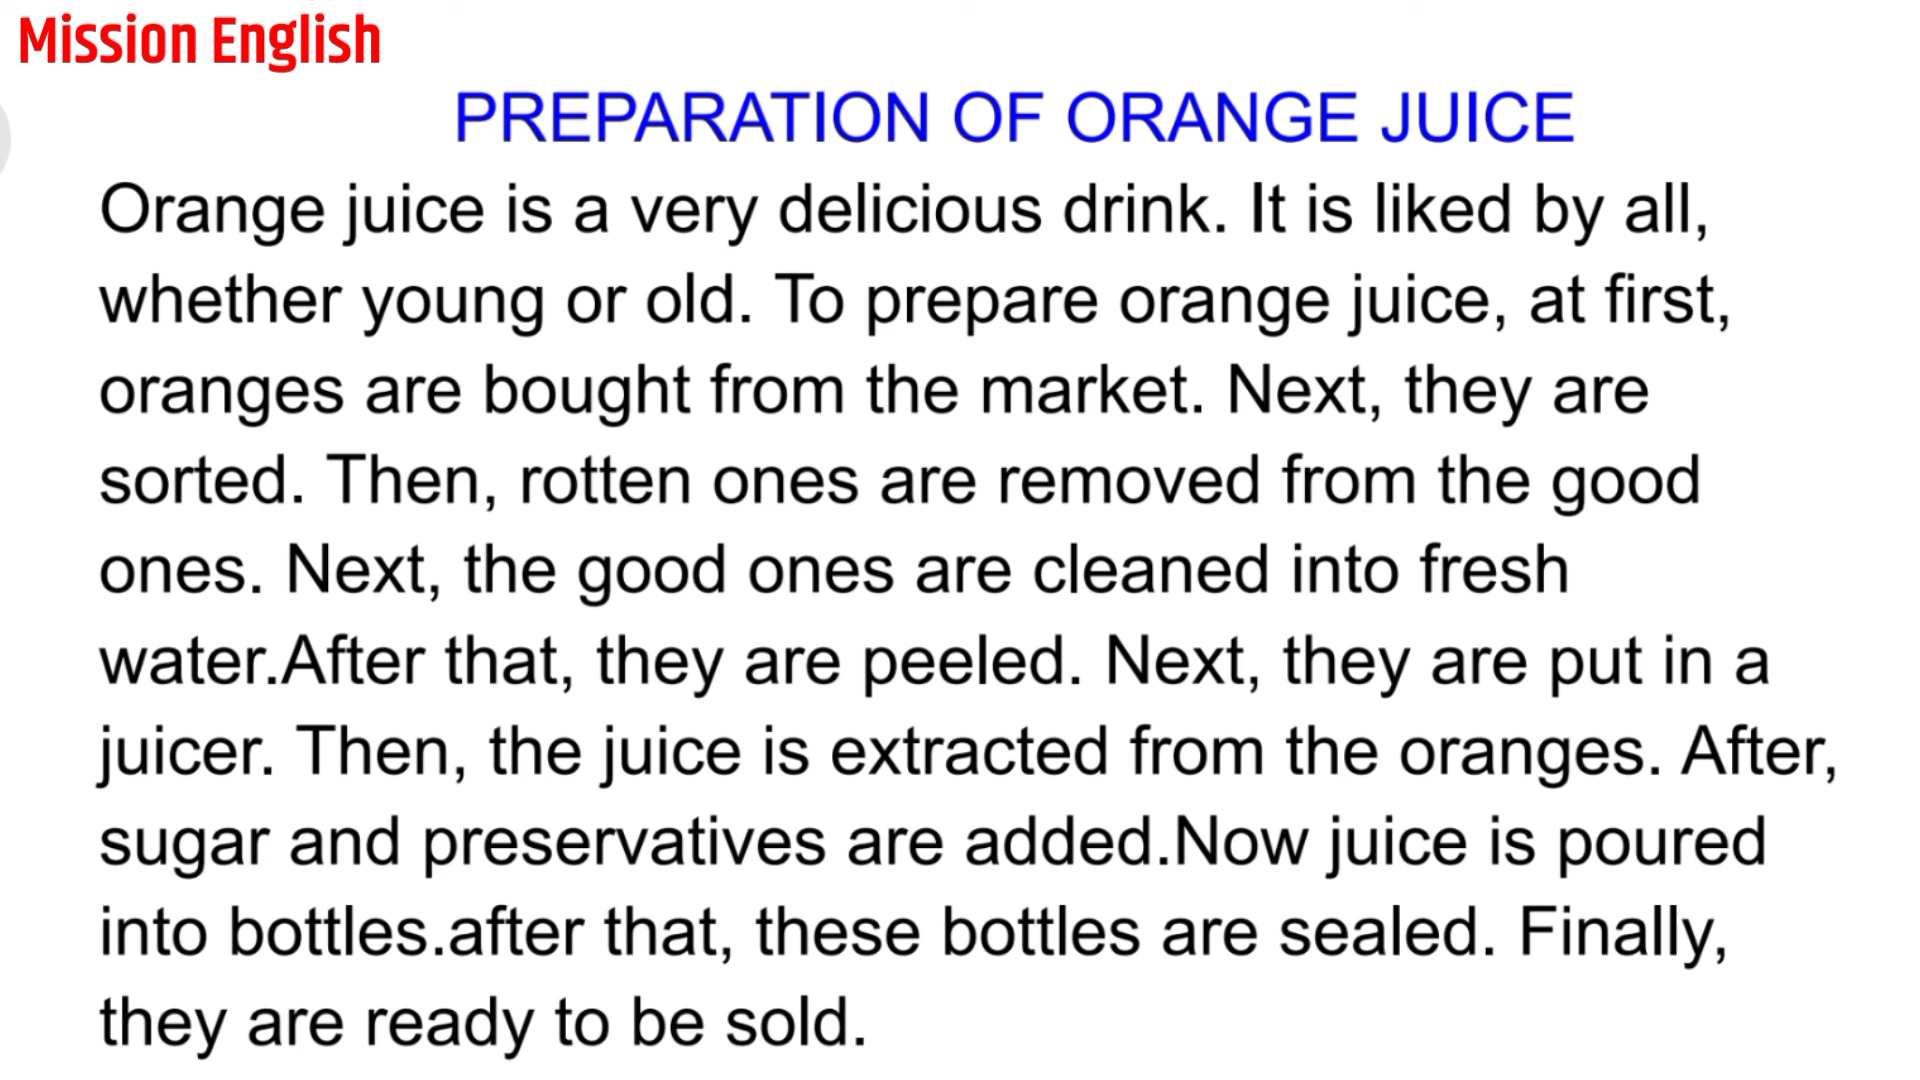 Mission English
PREPARATION OF ORANGE JUICE
Orange juice is a very delicious drink. It is liked by all,
whether young or old. To prepare orange juice, at first,
oranges are bought from the market. Next, they are
sorted. Then, rotten ones are removed from the good
ones. Next, the good ones are cleaned into fresh
water.After that, they are peeled. Next, they are put in a
juicer. Then, the juice is extracted from the oranges. After,
sugar and preservatives are added.Now juice is poured
into bottles.after that, these bottles are sealed. Finally,
they are ready to be sold.